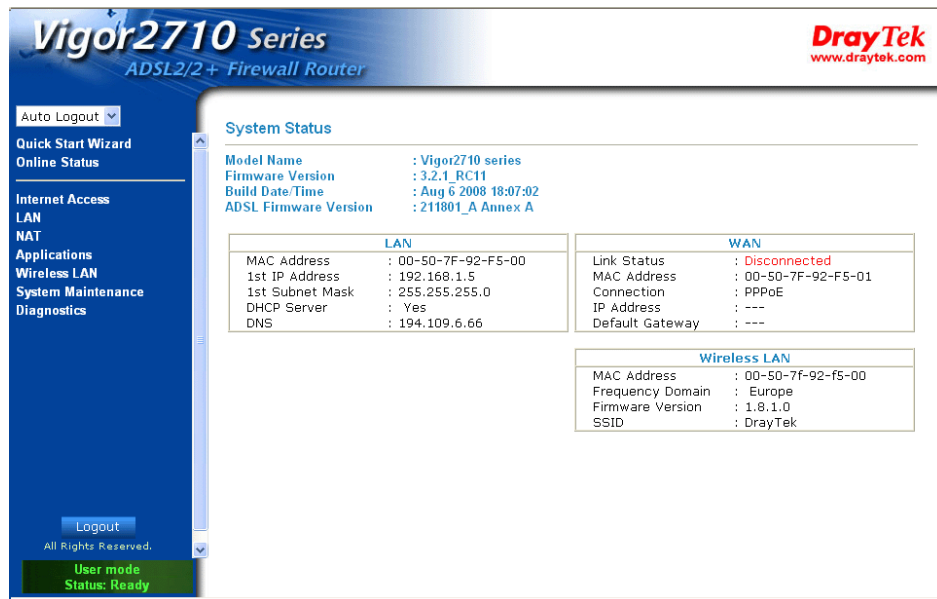 Vigor2710 Series
ADSL2/2+ Firewall Router
DrayTek
www.draytek.com
Auto Logout
Quick Start Wizard
Online Status
Internet Access
LAN
NAT
Applications
Wireless LAN
System Maintenance
Diagnostics
Logout
All Rights Reserved.
User mode
Status: Ready
System Status
Model Name : Vigor2710 series
Firmware Version : 3.2.1_RC11
Build Date/Time : Aug 6 2008 18:07:02
ADSL Firmware Version : 211801_A Annex A
LAN
MAC Address : 00-50-7F-92-F5-00
1st IP Address : 192.168.1.5
1st Subnet Mask : 255.255.255.0
DHCP Server : Yes
DNS : 194.109.6.66
WAN
Link Status : Disconnected
MAC Address : 00-50-7F-92-F5-01
Connection : PPPoE
IP Address : ---
Default Gateway : ---
Wireless LAN
MAC Address : 00-50-7f-92-f5-00
Frequency Domain : Europe
Firmware Version : 1.8.1.0
SSID : DrayTek